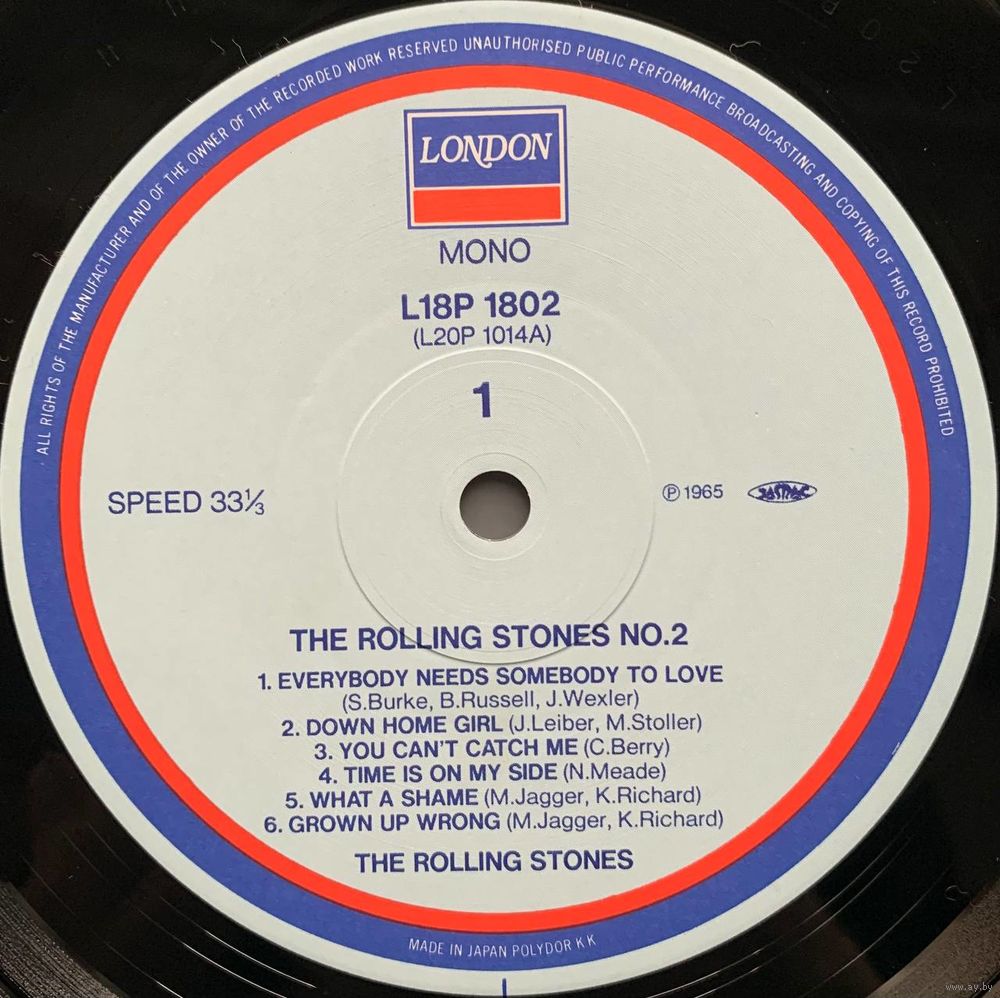 ALL RIGHTS OF THE MANUFACTURER AND OF THE OWNER OF THE RECORDED WORK RESERVED UNAUTHORISED PUBLIC PERFORMANCE BROADCASTING AND COPYING OF THIS RECORD PROHIBITED
LONDON
MONO
L18P 1802
(L20P 1014A)
1
SPEED 33⅓
℗ 1965
THE ROLLING STONES NO.2
1. EVERYBODY NEEDS SOMEBODY TO LOVE
(S.Burke, B.Russell, J.Wexler)
2. DOWN HOME GIRL (J.Leiber, M.Stoller)
3. YOU CAN'T CATCH ME (C.Berry)
4. TIME IS ON MY SIDE (N.Meade)
5. WHAT A SHAME (M.Jagger, K.Richard)
6. GROWN UP WRONG (M.Jagger, K.Richard)
THE ROLLING STONES
MADE IN JAPAN POLYDOR K K
www.ay.by